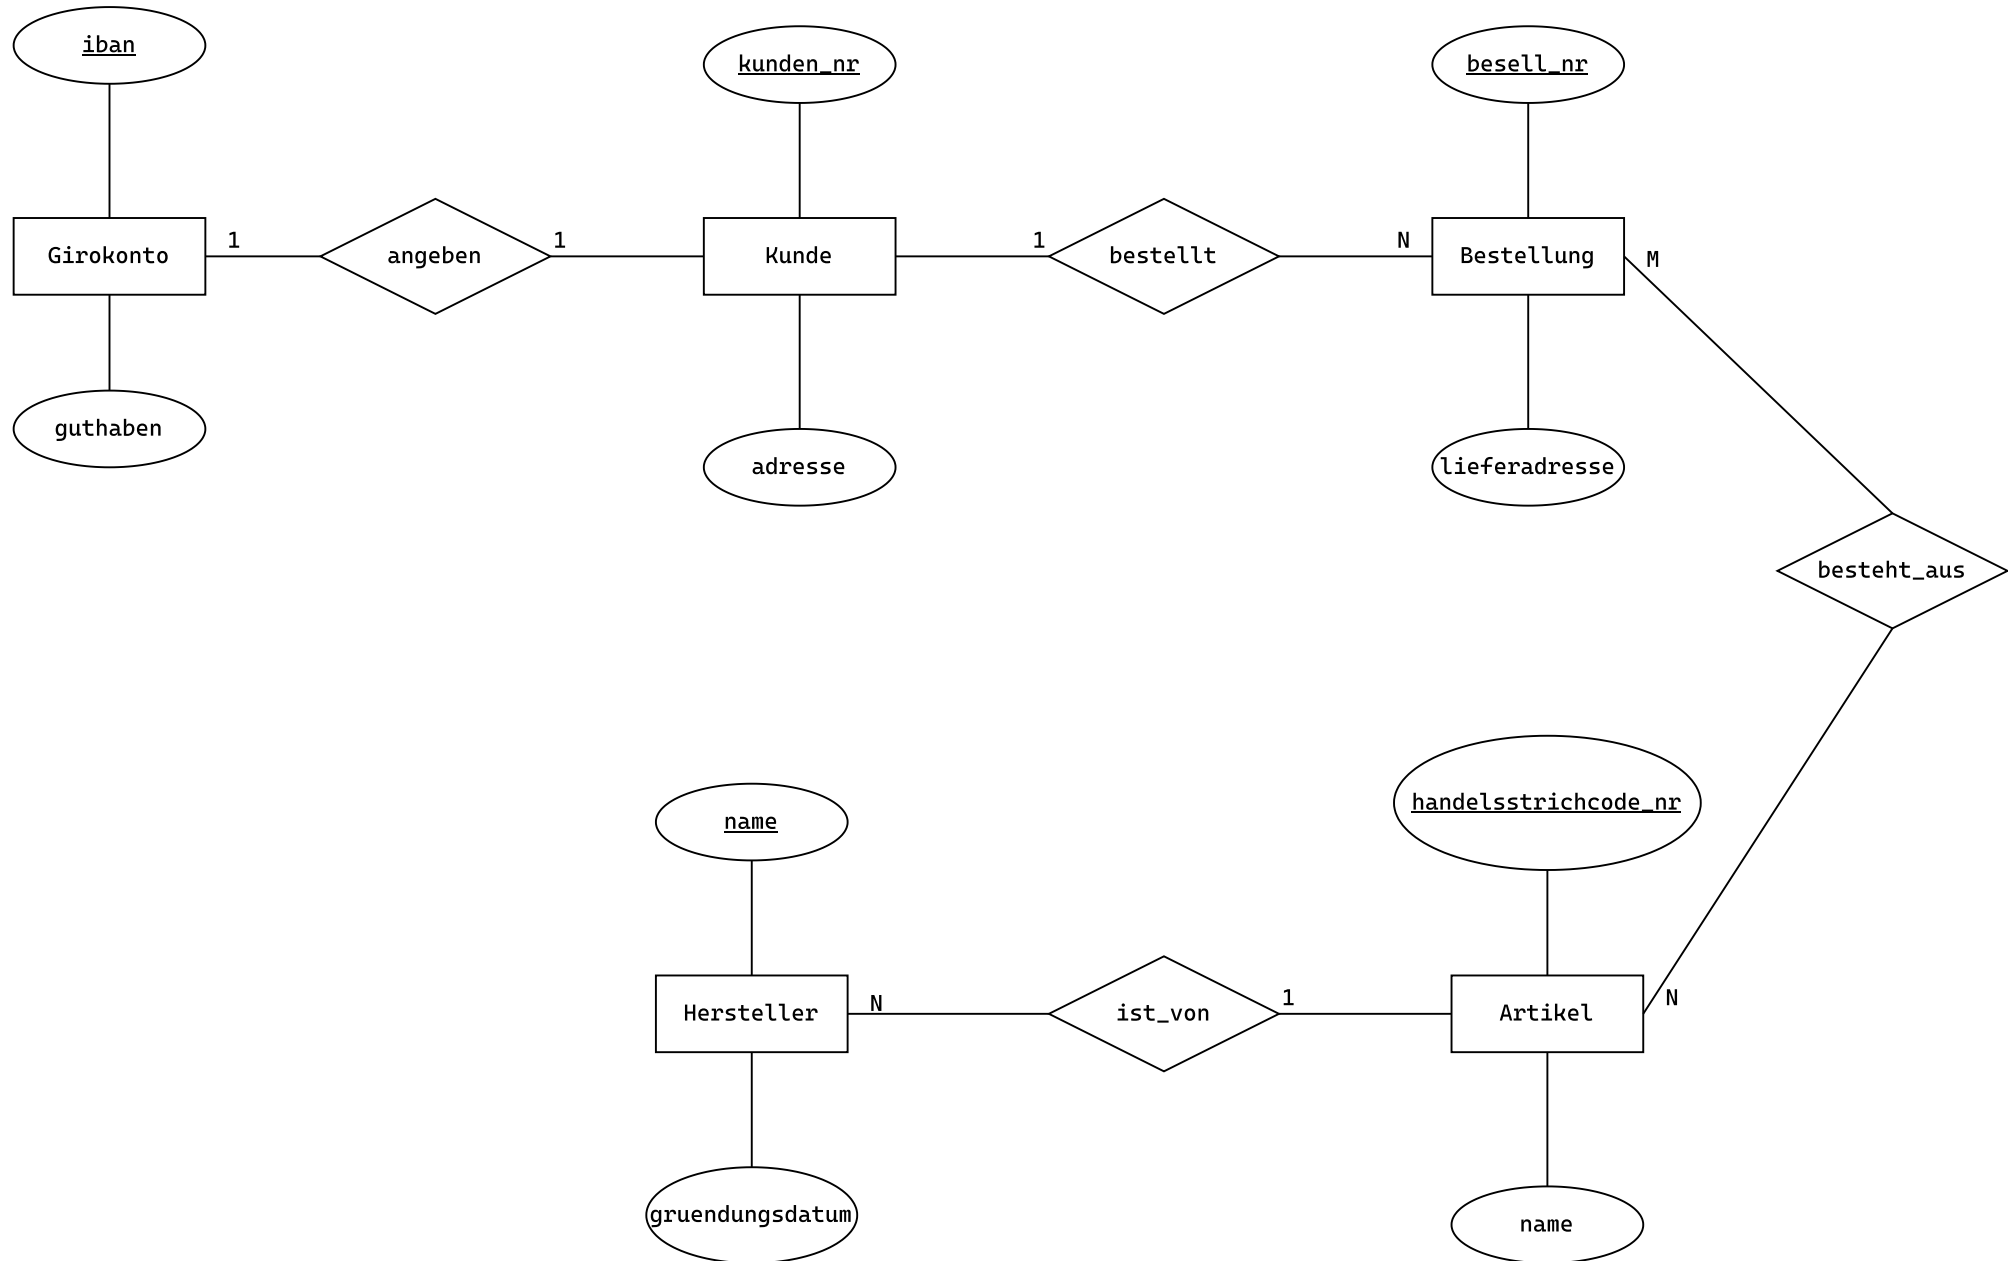 iban
kunden_nr
besell_nr
Girokonto
1
angeben
1
Kunde
1
bestellt
N
Bestellung
M
guthaben
adresse
lieferadresse
besteht_aus
name
handelsstrichcode_nr
Hersteller
N
ist_von
1
Artikel
N
gruendungsdatum
name